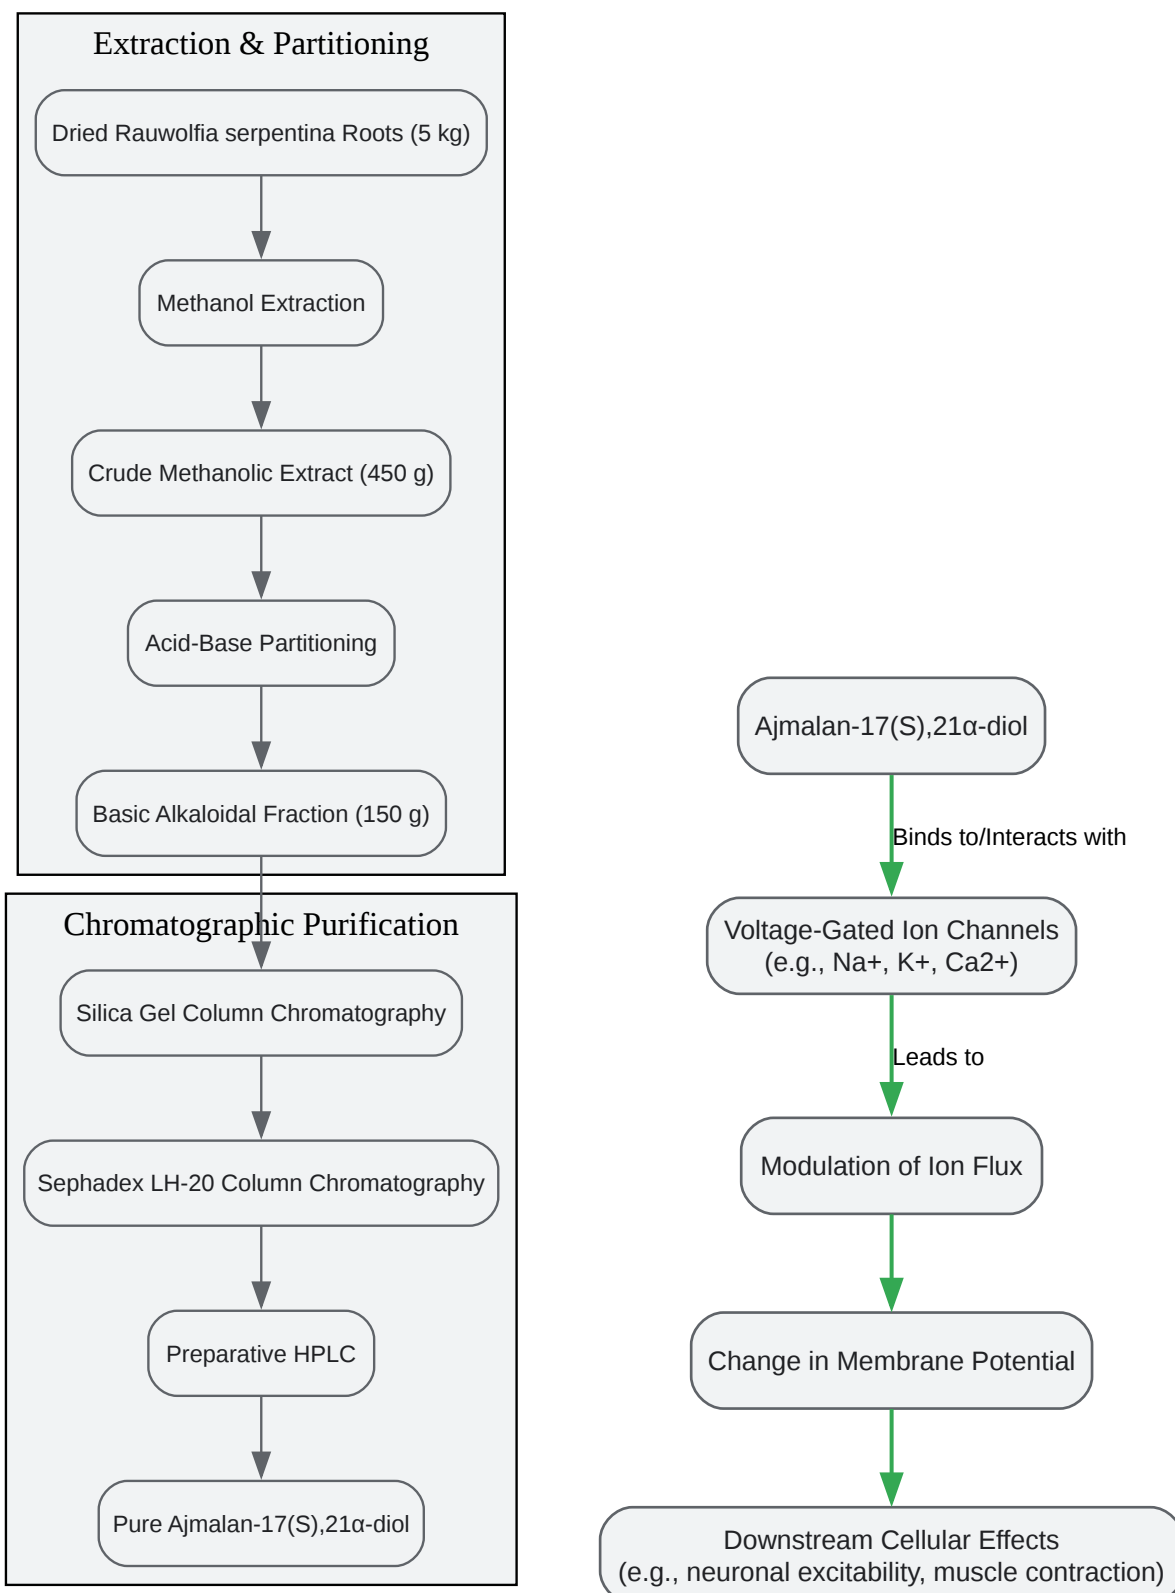 Extraction & Partitioning
Dried Rauwolfia serpentina Roots (5 kg)
Methanol Extraction
Crude Methanolic Extract (450 g)
Acid-Base Partitioning
Basic Alkaloidal Fraction (150 g)
Chromatographic Purification
Silica Gel Column Chromatography
Sephadex LH-20 Column Chromatography
Preparative HPLC
Pure Ajmalan-17(S),21α-diol
Ajmalan-17(S),21α-diol
Binds to/Interacts with
Voltage-Gated Ion Channels
(e.g., Na+, K+, Ca2+)
Leads to
Modulation of Ion Flux
Change in Membrane Potential
Downstream Cellular Effects
(e.g., neuronal excitability, muscle contraction)